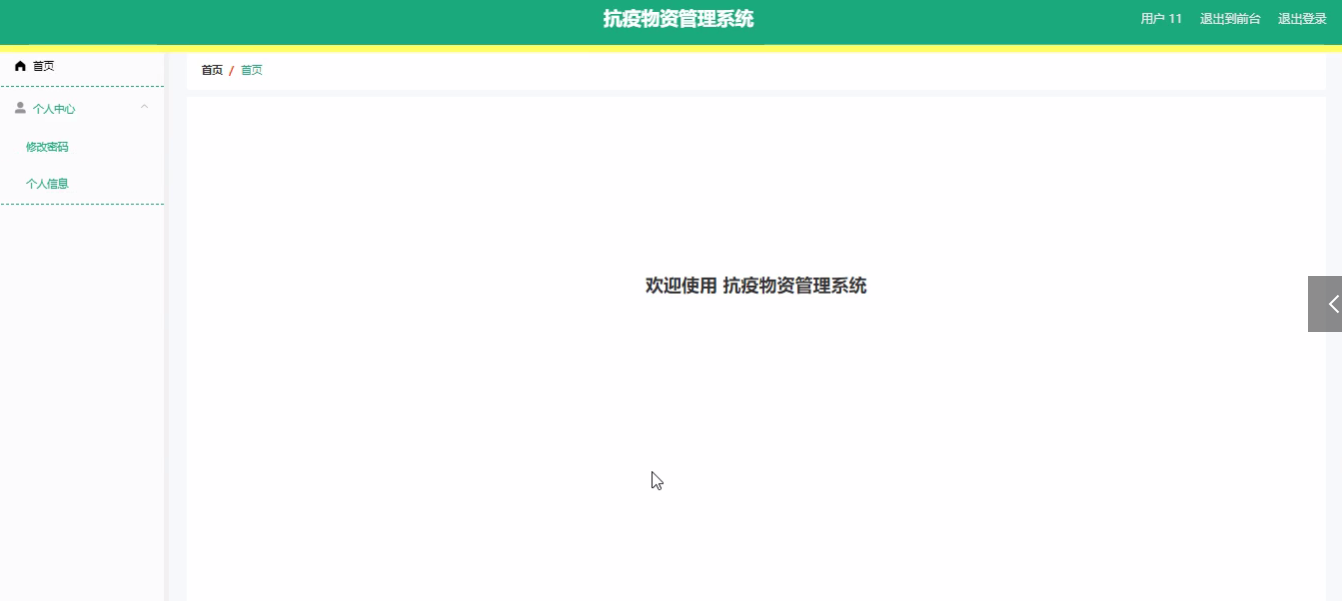 抗疫物资管理系统
用户 11 退出到前台 退出登录
首页
个人中心
修改密码
个人信息
首页 / 首页
欢迎使用 抗疫物资管理系统